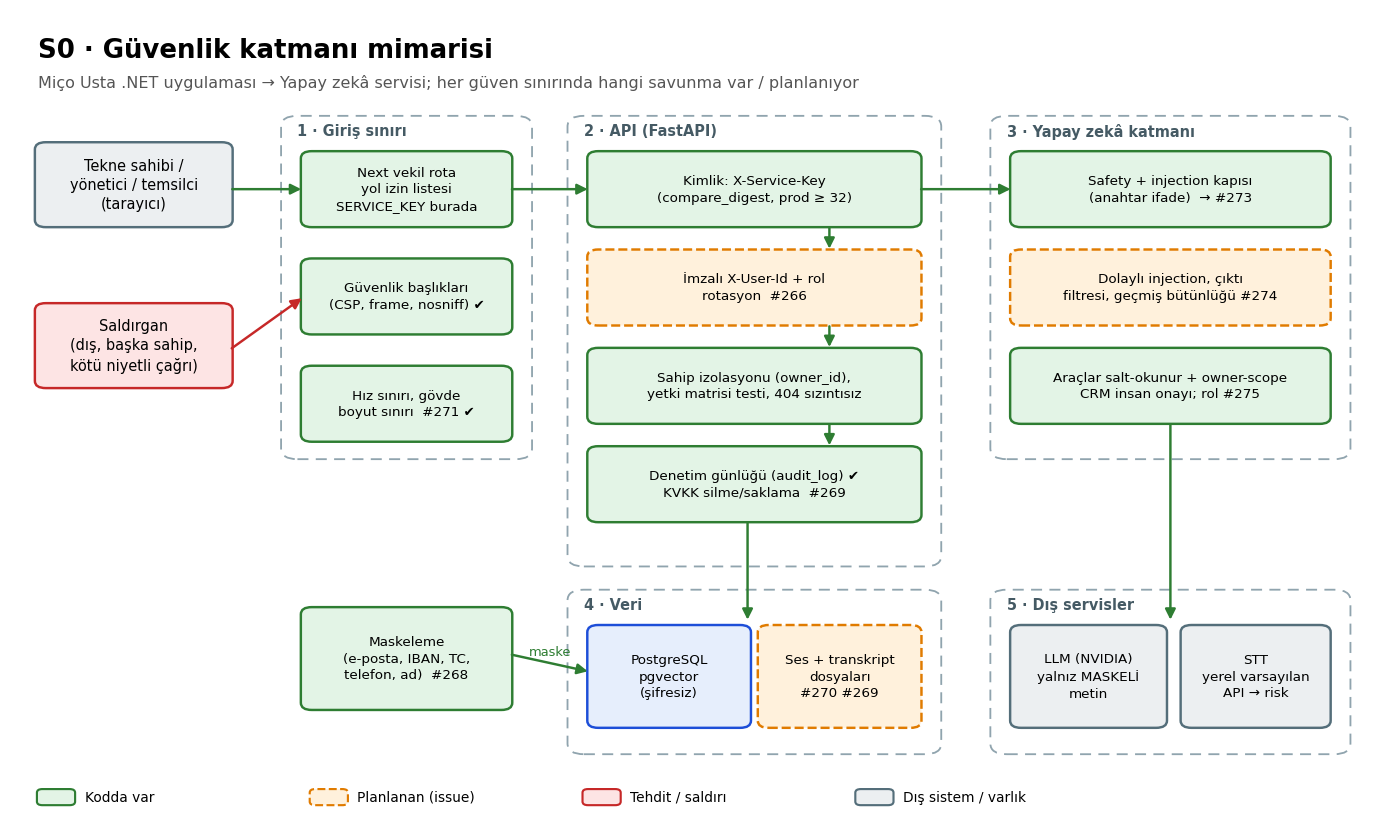 S0 · Güvenlik katmanı mimarisi
Miço Usta .NET uygulaması → Yapay zekâ servisi; her güven sınırında hangi savunma var / planlanıyor
Tekne sahibi /
yönetici / temsilci
(tarayıcı)
Saldırgan
(dış, başka sahip,
kötü niyetli çağrı)
1 · Giriş sınırı
Next vekil rota
yol izin listesi
SERVICE_KEY burada
Güvenlik başlıkları
(CSP, frame, nosniff) ✔
Hız sınırı, gövde
boyut sınırı  #271 ✔
2 · API (FastAPI)
Kimlik: X-Service-Key
(compare_digest, prod ≥ 32)
İmzalı X-User-Id + rol
rotasyon  #266
Sahip izolasyonu (owner_id),
yetki matrisi testi, 404 sızıntısız
Denetim günlüğü (audit_log) ✔
KVKK silme/saklama  #269
3 · Yapay zekâ katmanı
Safety + injection kapısı
(anahtar ifade)  → #273
Dolaylı injection, çıktı
filtresi, geçmiş bütünlüğü #274
Araçlar salt-okunur + owner-scope
CRM insan onayı; rol #275
Maskeleme
(e-posta, IBAN, TC,
telefon, ad)  #268
maske
4 · Veri
PostgreSQL
pgvector
(şifresiz)
Ses + transkript
dosyaları
#270 #269
5 · Dış servisler
LLM (NVIDIA)
yalnız MASKELİ
metin
STT
yerel varsayılan
API → risk
Kodda var
Planlanan (issue)
Tehdit / saldırı
Dış sistem / varlık